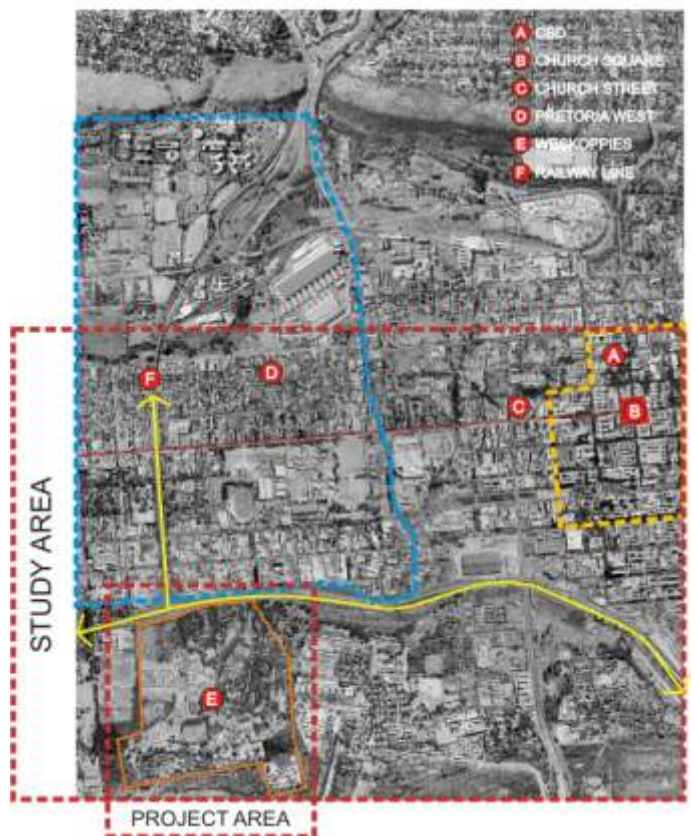 A CBD
B CHURCH SQUARE
C CHURCH STREET
D PRETORIA WEST
E WESKOPPIES
F RAILWAY LINE
A
F
D
C
B
STUDY AREA
E
PROJECT AREA